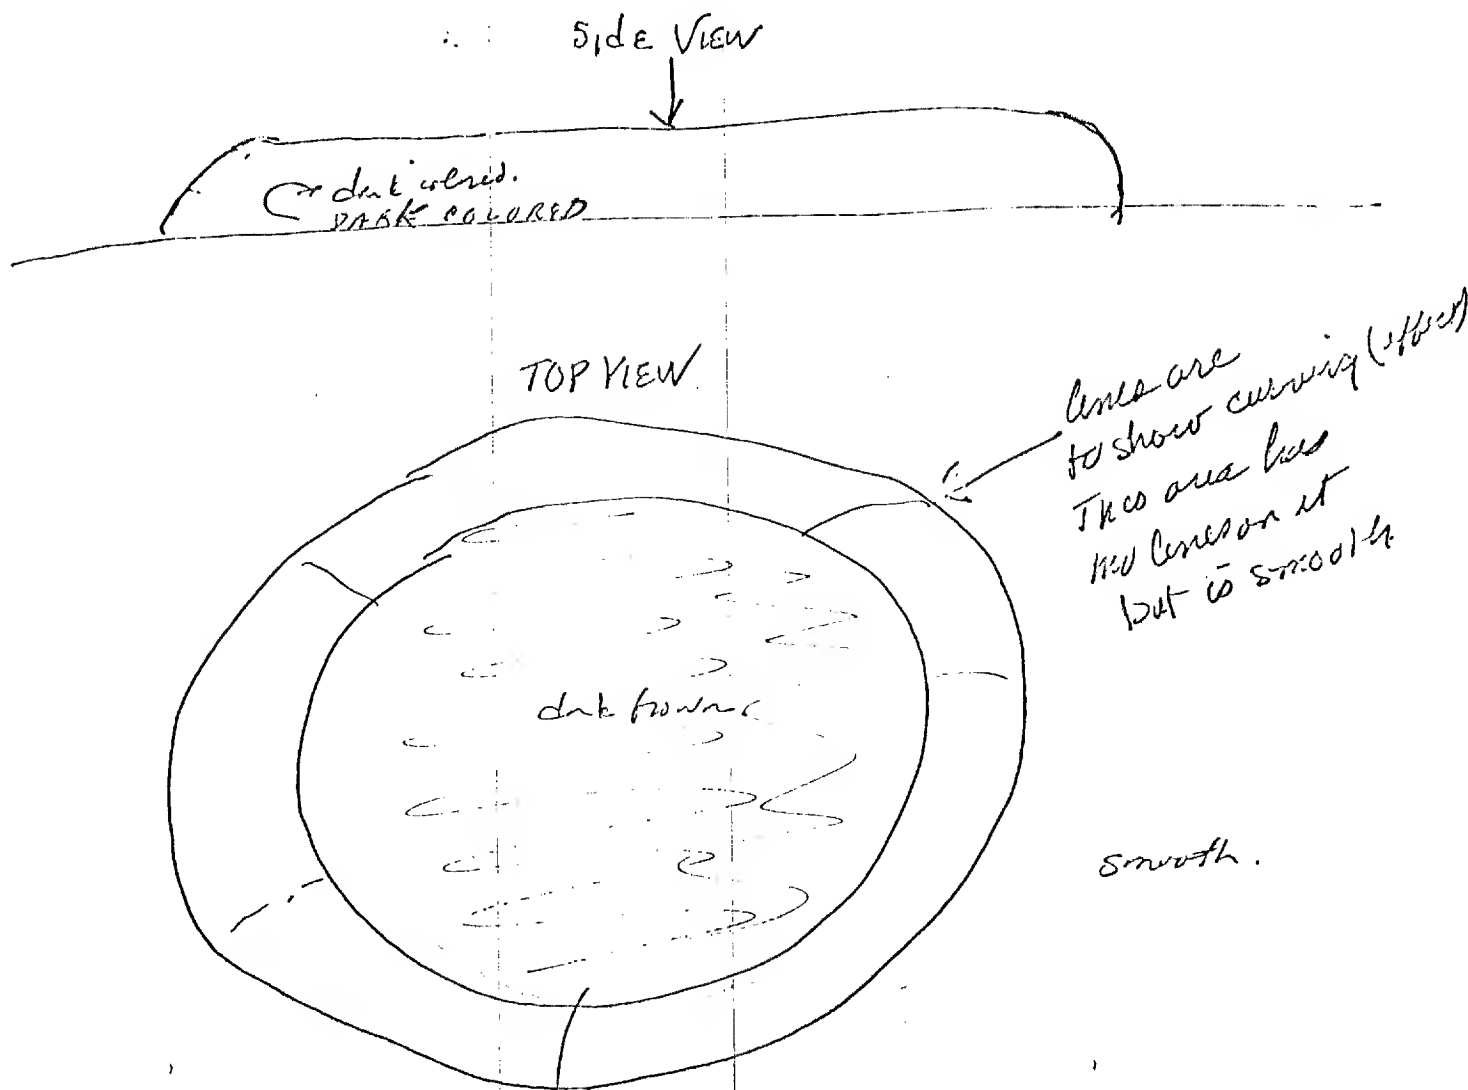 Side VIEW
dark colored.
DARK COLORED
TOP VIEW
lines are
to show curving (effect)
This area has
no lines on it
but is smooth
dark brown
smooth.